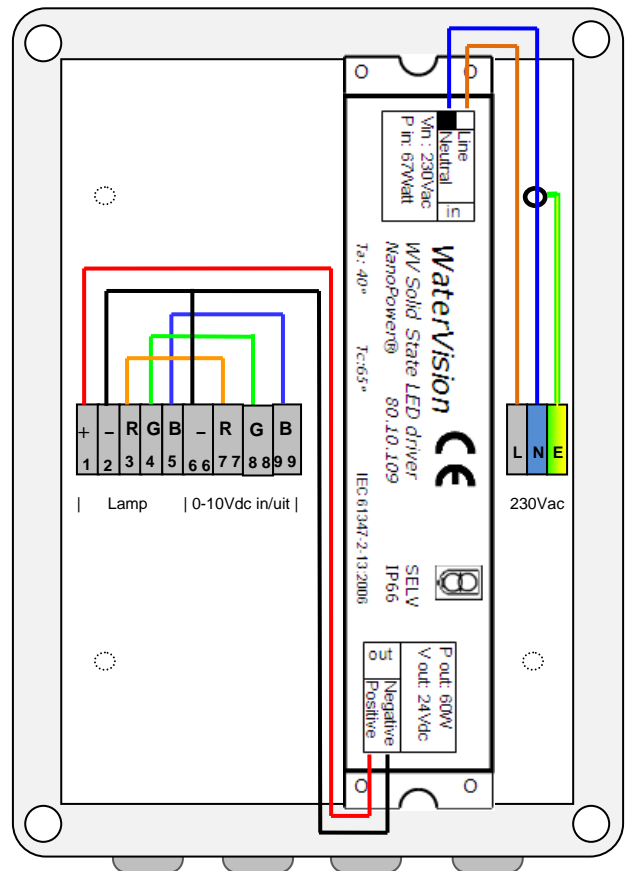 Line
Neutral
in
Vin : 230Vac
P in: 67Watt
WaterVision
WV Solid State LED driver
NanoPower® 80.10.109
Ta: 40° Tc:65°
CE
IEC 61347-2-13:2006
SELV
IP66
P out: 60W
V out: 24Vdc
out
Negative
Positive
+ – R G B – R G B
1 2 3 4 5 6 6 7 7 8 8 9 9
| Lamp | 0-10Vdc in/uit |
L N E
230Vac